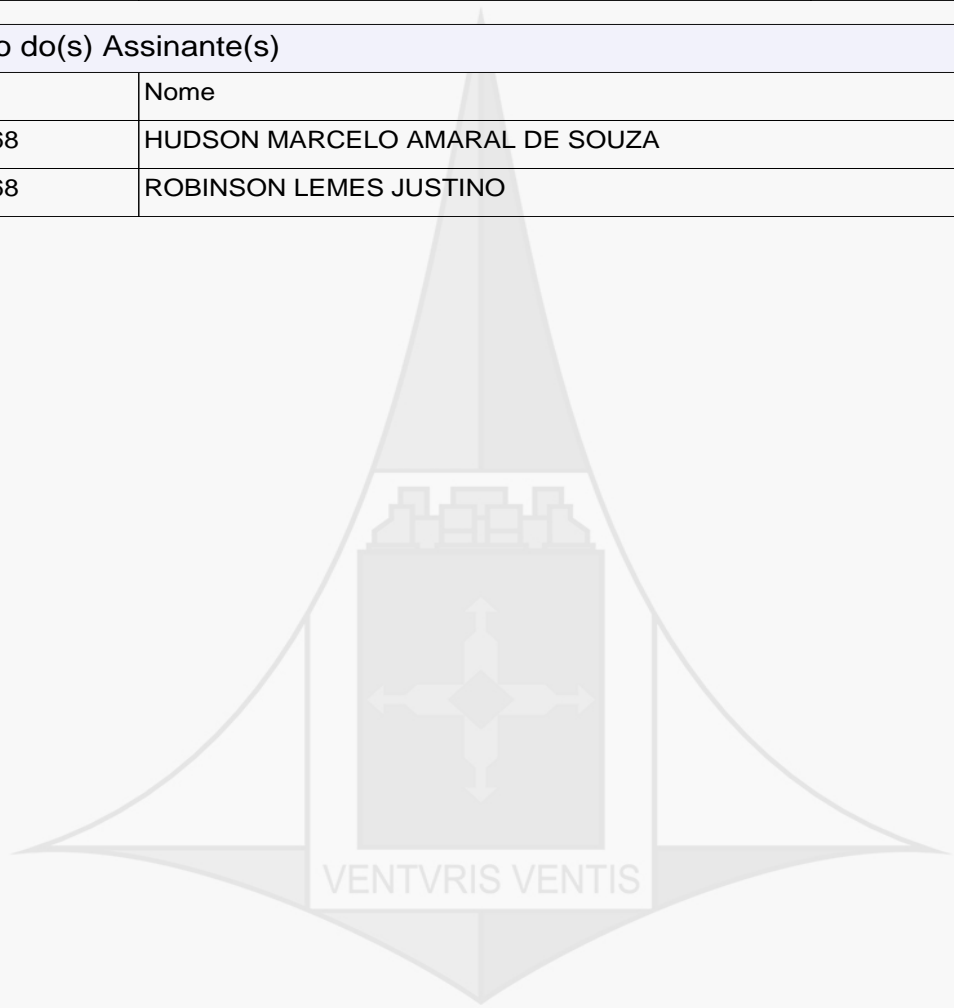 o do(s) Assinante(s)
Nome
68 HUDSON MARCELO AMARAL DE SOUZA
68 ROBINSON LEMES JUSTINO
VENTVRIS VENTIS